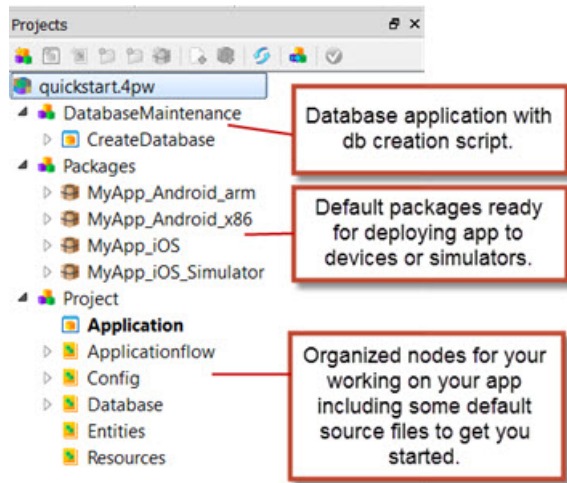 Projects
quickstart.4pw
DatabaseMaintenance
CreateDatabase
Packages
MyApp_Android_arm
MyApp_Android_x86
MyApp_iOS
MyApp_iOS_Simulator
Project
Application
Applicationflow
Config
Database
Entities
Resources
Database application with
db creation script.
Default packages ready
for deploying app to
devices or simulators.
Organized nodes for your
working on your app
including some default
source files to get you
started.